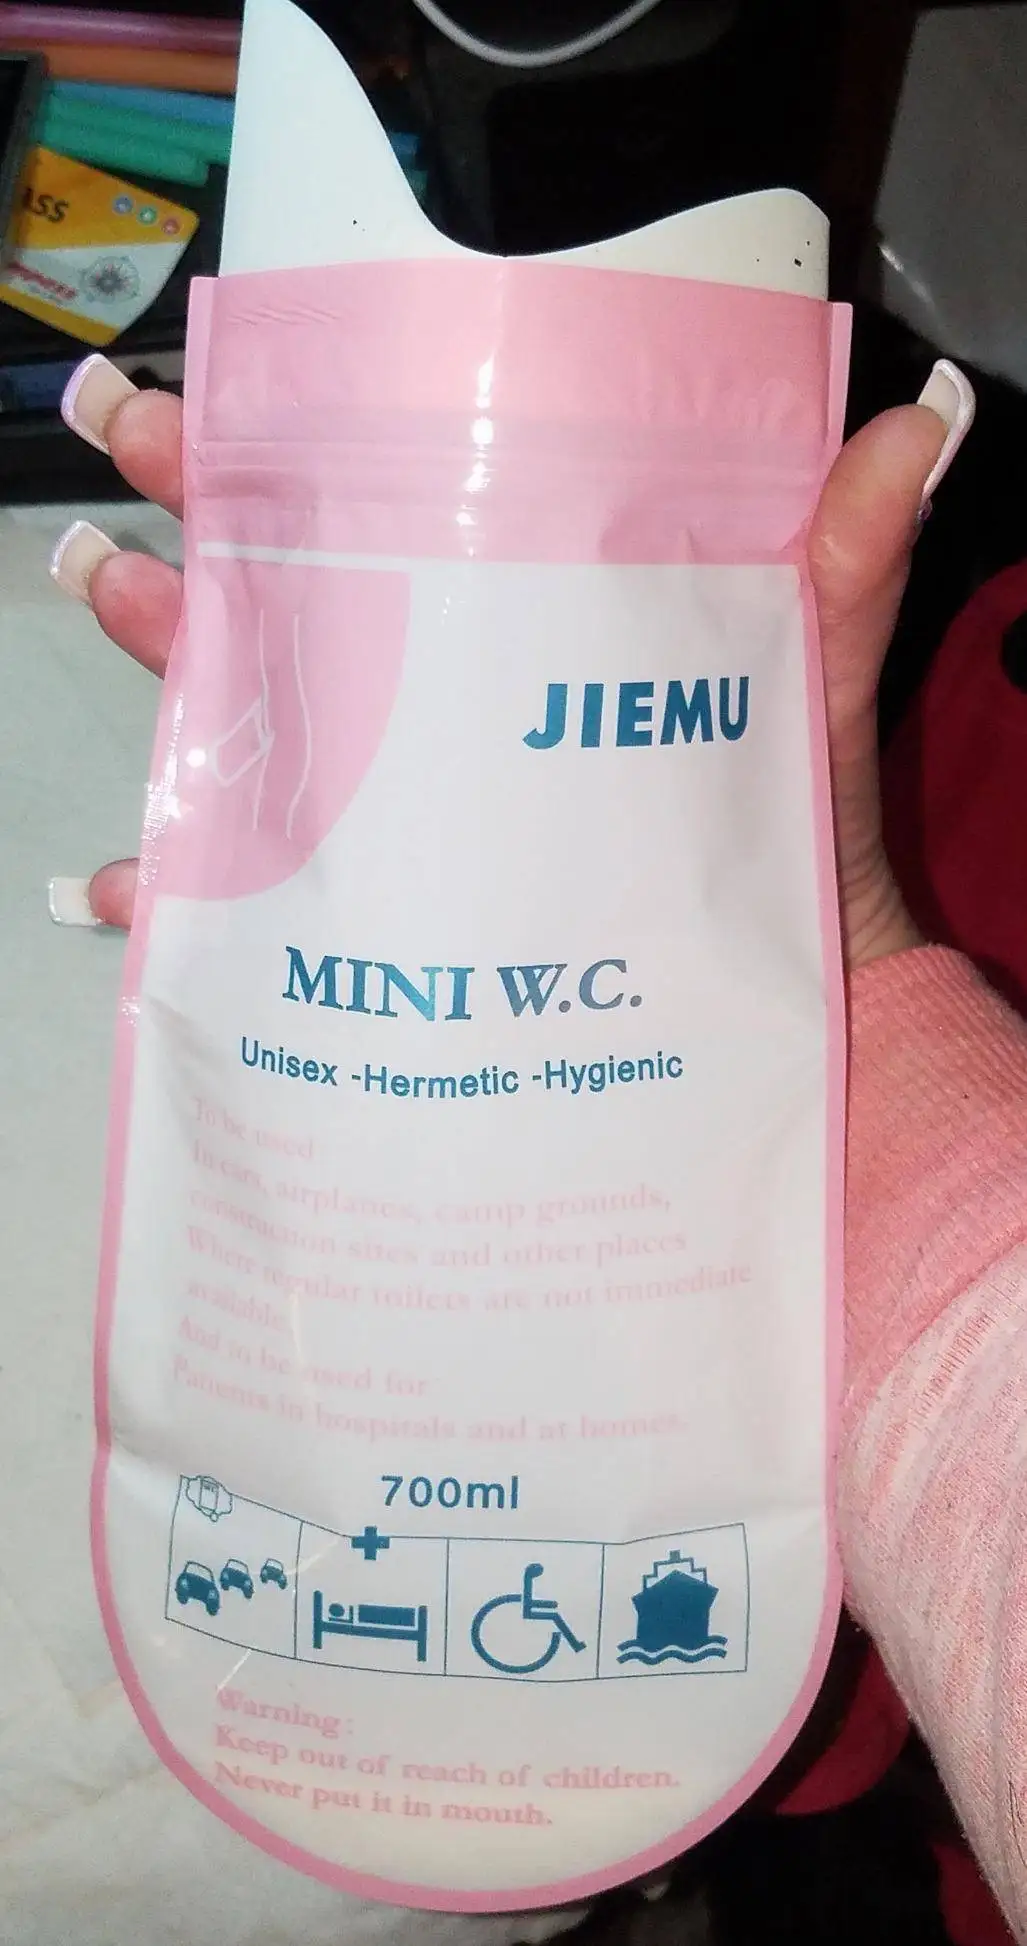 ASS
JIEMU
MINI W.C.
Unisex -Hermetic -Hygienic
To be used
In cars, airplanes, camp grounds,
construction sites and other places
Where regular toilets are not immediate
available.
And to be used for
Patients in hospitals and at homes.
700ml
Warning:
Keep out of reach of children.
Never put it in mouth.